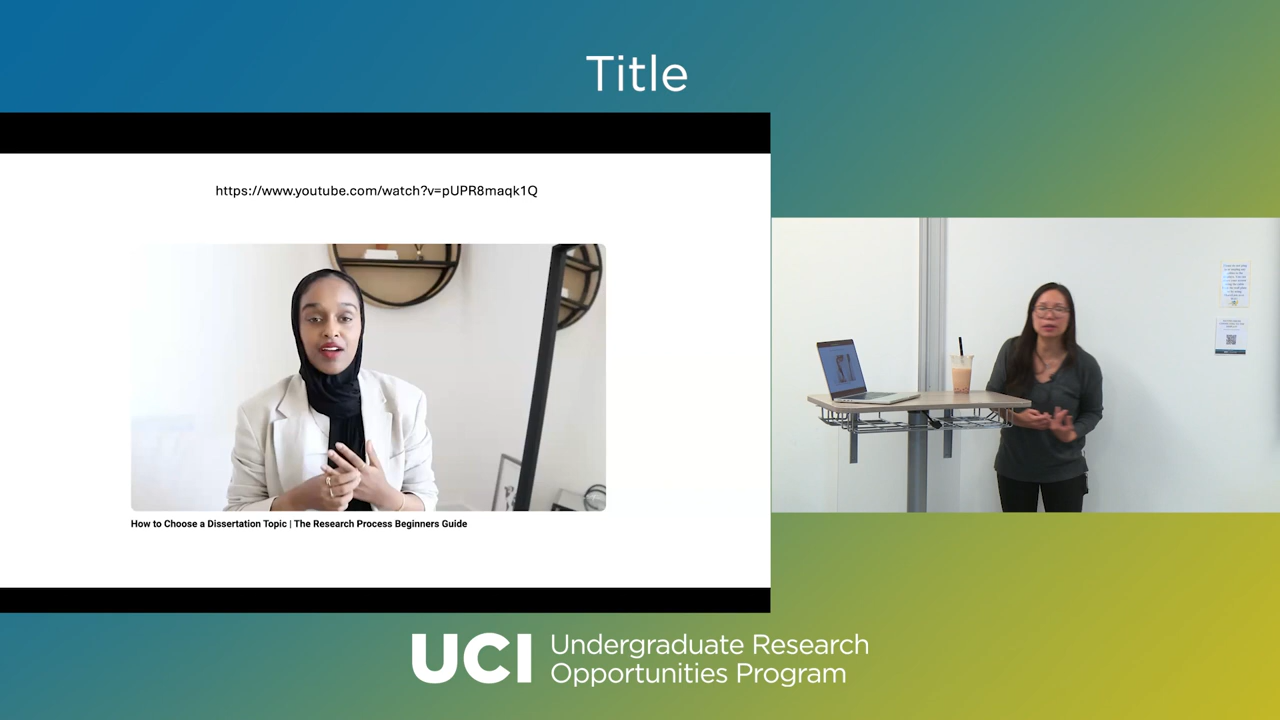 Title
https://www.youtube.com/watch?v=pUPR8maqk1Q
How to Choose a Dissertation Topic | The Research Process Beginners Guide
UCI Undergraduate Research
Opportunities Program